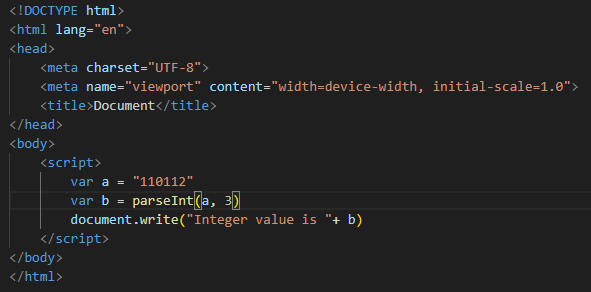 <!DOCTYPE html>
<html lang="en">
<head>
    <meta charset="UTF-8">
    <meta name="viewport" content="width=device-width, initial-scale=1.0">
    <title>Document</title>
</head>
<body>
    <script>
        var a = "110112"
        var b = parseInt(a, 3)
        document.write("Integer value is "+ b)
    </script>
</body>
</html>